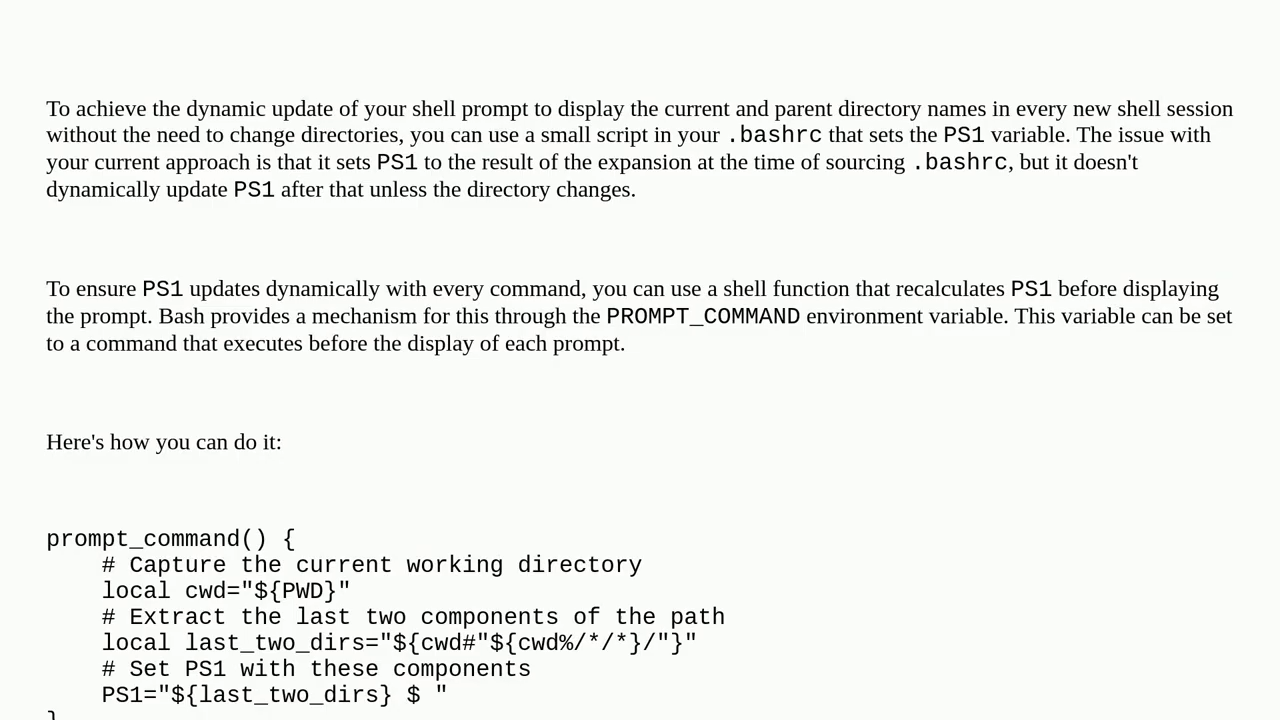 To achieve the dynamic update of your shell prompt to display the current and parent directory names in every new shell session
without the need to change directories, you can use a small script in your .bashrc that sets the PS1 variable. The issue with
your current approach is that it sets PS1 to the result of the expansion at the time of sourcing .bashrc, but it doesn't
dynamically update PS1 after that unless the directory changes.
To ensure PS1 updates dynamically with every command, you can use a shell function that recalculates PS1 before displaying
the prompt. Bash provides a mechanism for this through the PROMPT_COMMAND environment variable. This variable can be set
to a command that executes before the display of each prompt.
Here's how you can do it:
prompt_command() {
    # Capture the current working directory
    local cwd="${PWD}"
    # Extract the last two components of the path
    local last_two_dirs="${cwd#"${cwd%/*/*}/"}"
    # Set PS1 with these components
    PS1="${last_two_dirs} $ "
}